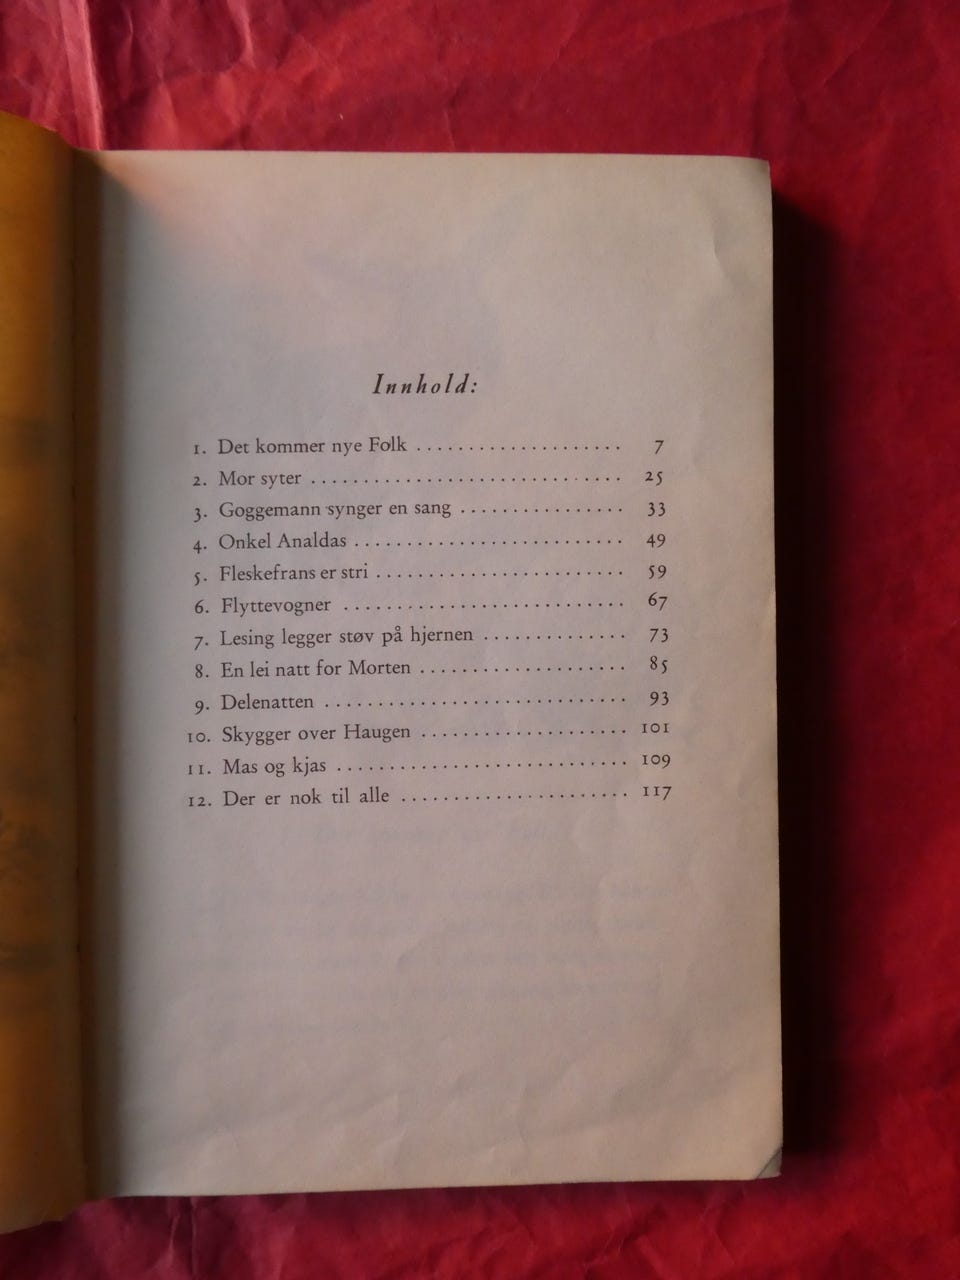 Innhold:
1. Det kommer nye Folk .................... 7
2. Mor syter .............................. 25
3. Goggemann synger en sang ................ 33
4. Onkel Analdas .......................... 49
5. Fleskefrans er stri ........................ 59
6. Flyttevogner ........................... 67
7. Lesing legger støv på hjernen .............. 73
8. En lei natt for Morten .................... 85
9. Delenatten ............................. 93
10. Skygger over Haugen .................... 101
11. Mas og kjas ............................ 109
12. Der er nok til alle ...................... 117